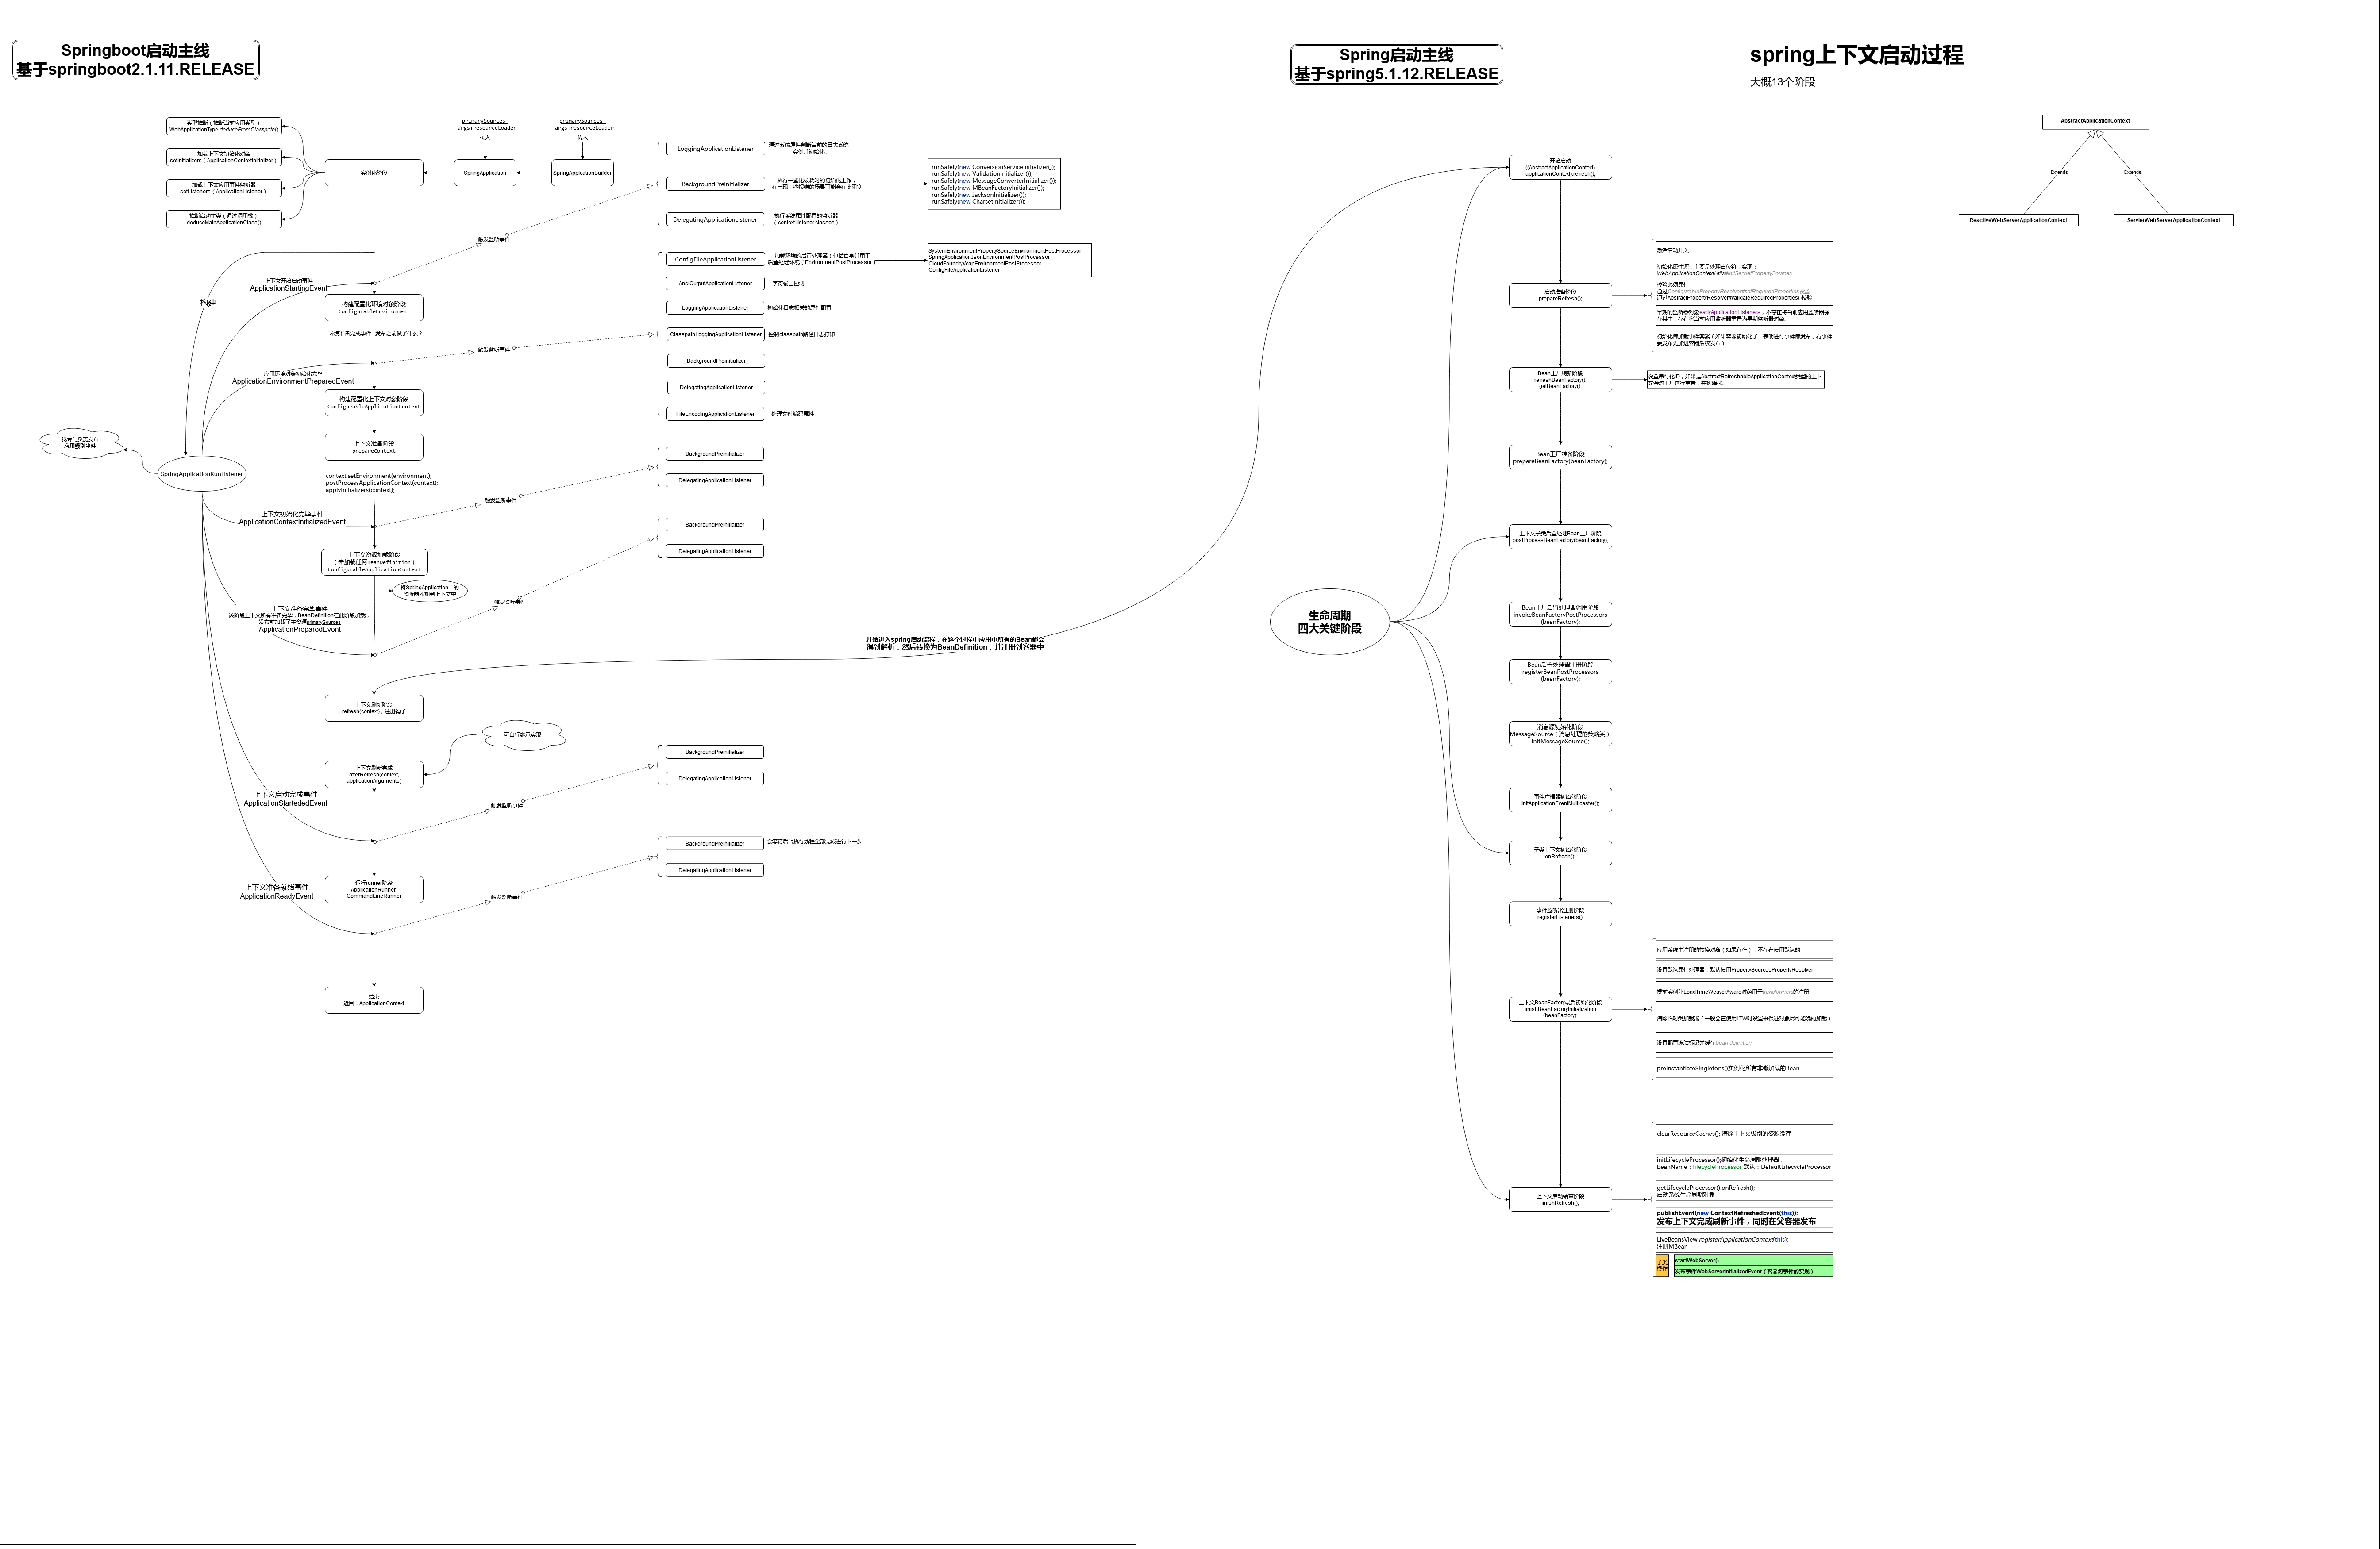 Springboot启动主线
基于springboot2.1.11.RELEASE
类型推断（推断当前应用类型）
WebApplicationType.deduceFromClasspath()
加载上下文初始化对象
setInitializers（ApplicationContextInitializer）
加载上下文应用事件监听器
setListeners（ApplicationListener）
推断启动主类（通过调用栈）
deduceMainApplicationClass()
实例化阶段
primarySources
args+resourceLoader
传入
SpringApplication
primarySources
args+resourceLoader
传入
SpringApplicationBuilder
LoggingApplicationListener
通过系统属性判断当前的日志系统，
实例并初始化。
BackgroundPreinitializer
执行一些比较耗时的初始化工作，
在出现一些报错的场景可能会在此阻塞
runSafely(new ConversionServiceInitializer());
runSafely(new ValidationInitializer());
runSafely(new MessageConverterInitializer());
runSafely(new MBeanFactoryInitializer());
runSafely(new JacksonInitializer());
runSafely(new CharsetInitializer());
DelegatingApplicationListener
执行系统属性配置的监听器
（context.listener.classes）
触发监听事件
构建
上下文开始启动事件
ApplicationStartingEvent
构建配置化环境对象阶段
ConfigurableEnvironment
环境准备完成事件 发布之前做了什么？
触发监听事件
ConfigFileApplicationListener
加载环境的后置处理器（包括自身并用于
后置处理环境（EnvironmentPostProcessor）
SystemEnvironmentPropertySourceEnvironmentPostProcessor
SpringApplicationJsonEnvironmentPostProcessor
CloudFoundryVcapEnvironmentPostProcessor
ConfigFileApplicationListener
AnsiOutputApplicationListener
字符输出控制
LoggingApplicationListener
初始化日志相关的属性配置
ClasspathLoggingApplicationListener
控制classpath路径日志打印
BackgroundPreinitializer
DelegatingApplicationListener
FileEncodingApplicationListener
处理文件编码属性
应用环境对象初始化完毕
ApplicationEnvironmentPreparedEvent
构建配置化上下文对象阶段
ConfigurableApplicationContext
我专门负责发布
应用级别事件
SpringApplicationRunListener
上下文准备阶段
prepareContext
context.setEnvironment(environment);
postProcessApplicationContext(context);
applyInitializers(context);
触发监听事件
BackgroundPreinitializer
DelegatingApplicationListener
上下文初始化完毕事件
ApplicationContextInitializedEvent
上下文资源加载阶段
（未加载任何BeanDefinition）
ConfigurableApplicationContext
BackgroundPreinitializer
DelegatingApplicationListener
将SpringApplication中的
监听器添加到上下文中
触发监听事件
上下文准备完毕事件
该阶段上下文所有准备完毕，BeanDefinition在此阶段加载，
发布前加载了主资源primarySources
ApplicationPreparedEvent
开始进入spring启动流程，在这个过程中应用中所有的Bean都会
得到解析，然后转换为BeanDefinition，并注册到容器中
上下文刷新阶段
refresh(context)，注册钩子
可自行继承实现
上下文刷新完成
afterRefresh(context,
applicationArguments)
BackgroundPreinitializer
DelegatingApplicationListener
触发监听事件
上下文启动完成事件
ApplicationStartededEvent
BackgroundPreinitializer
会等待后台执行线程全部完成进行下一步
DelegatingApplicationListener
触发监听事件
运行runner阶段
ApplicationRunner,
CommandLineRunner
上下文准备就绪事件
ApplicationReadyEvent
结束
返回：ApplicationContext
Spring启动主线
基于spring5.1.12.RELEASE
spring上下文启动过程
大概13个阶段
AbstractApplicationContext
Extends
Extends
ReactiveWebServerApplicationContext
ServletWebServerApplicationContext
开始启动
((AbstractApplicationContext)
applicationContext).refresh();
启动准备阶段
prepareRefresh();
激活启动开关
初始化属性源，主要是处理占位符，实现：
WebApplicationContextUtils#initServletPropertySources
检验必须属性
通过ConfigurablePropertyResolver#setRequiredProperties设置
通过AbstractPropertyResolver#validateRequiredProperties()校验
早期的监听器对象earlyApplicationListeners，不存在将当前应用监听器保
存其中，存在将当前应用监听器重置为早期监听器对象。
初始化懒加载事件容器（如果容器初始化了，表明进行事件懒发布，有事件
要发布先加进容器后续发布）
Bean工厂刷新阶段
refreshBeanFactory();
getBeanFactory();
设置串行化ID，如果是AbstractRefreshableApplicationContext类型的上下
文会对工厂进行重置，并初始化。
Bean工厂准备阶段
prepareBeanFactory(beanFactory);
上下文子类后置处理Bean工厂阶段
postProcessBeanFactory(beanFactory);
生命周期
四大关键阶段
Bean工厂后置处理器调用阶段
invokeBeanFactoryPostProcessors
(beanFactory);
Bean后置处理器注册阶段
registerBeanPostProcessors
(beanFactory);
消息源初始化阶段
MessageSource（消息处理的策略类）
initMessageSource();
事件广播器初始化阶段
initApplicationEventMulticaster();
子类上下文初始化阶段
onRefresh();
事件监听器注册阶段
registerListeners();
上下文BeanFactory最后初始化阶段
finishBeanFactoryInitialization
(beanFactory);
应用系统中注册的转换对象（如果存在），不存在使用默认的
设置默认属性处理器，默认使用PropertySourcesPropertyResolver
提前实例化LoadTimeWeaverAware对象用于transformers的注册
清除临时类加载器（一般会在使用LTW时设置来保证对象尽可能晚的加载）
设置配置冻结标记并缓存bean definition
preInstantiateSingletons()实例化所有非懒加载的Bean
上下文启动结束阶段
finishRefresh();
clearResourceCaches(); 清除上下文级别的资源缓存
initLifecycleProcessor();初始化生命周期处理器，
beanName：lifecycleProcessor 默认：DefaultLifecycleProcessor
getLifecycleProcessor().onRefresh();
启动系统生命周期对象
publishEvent(new ContextRefreshedEvent(this));
发布上下文完成刷新事件，同时在父容器发布
LiveBeansView.registerApplicationContext(this);
注册MBean
子类
操作
startWebServer()
发布事件WebServerInitializedEvent（容器对事件的实现）